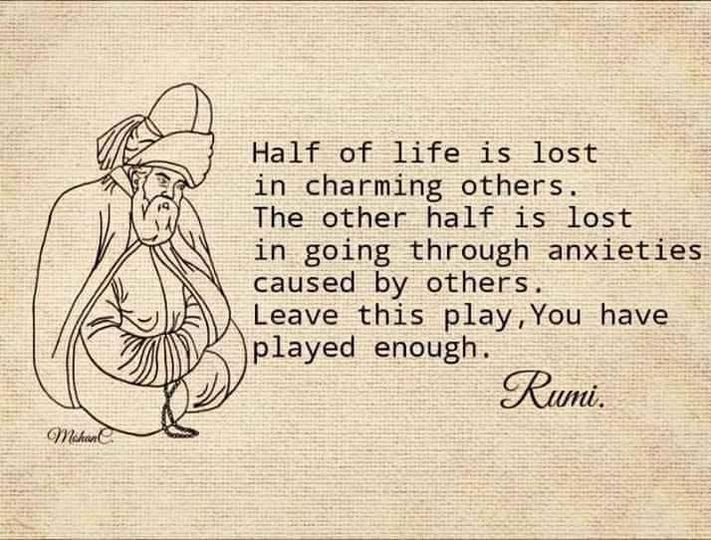 Half of life is lost
in charming others.
The other half is lost
in going through anxieties
caused by others.
Leave this play,You have
played enough.
Rumi.
MohanC.